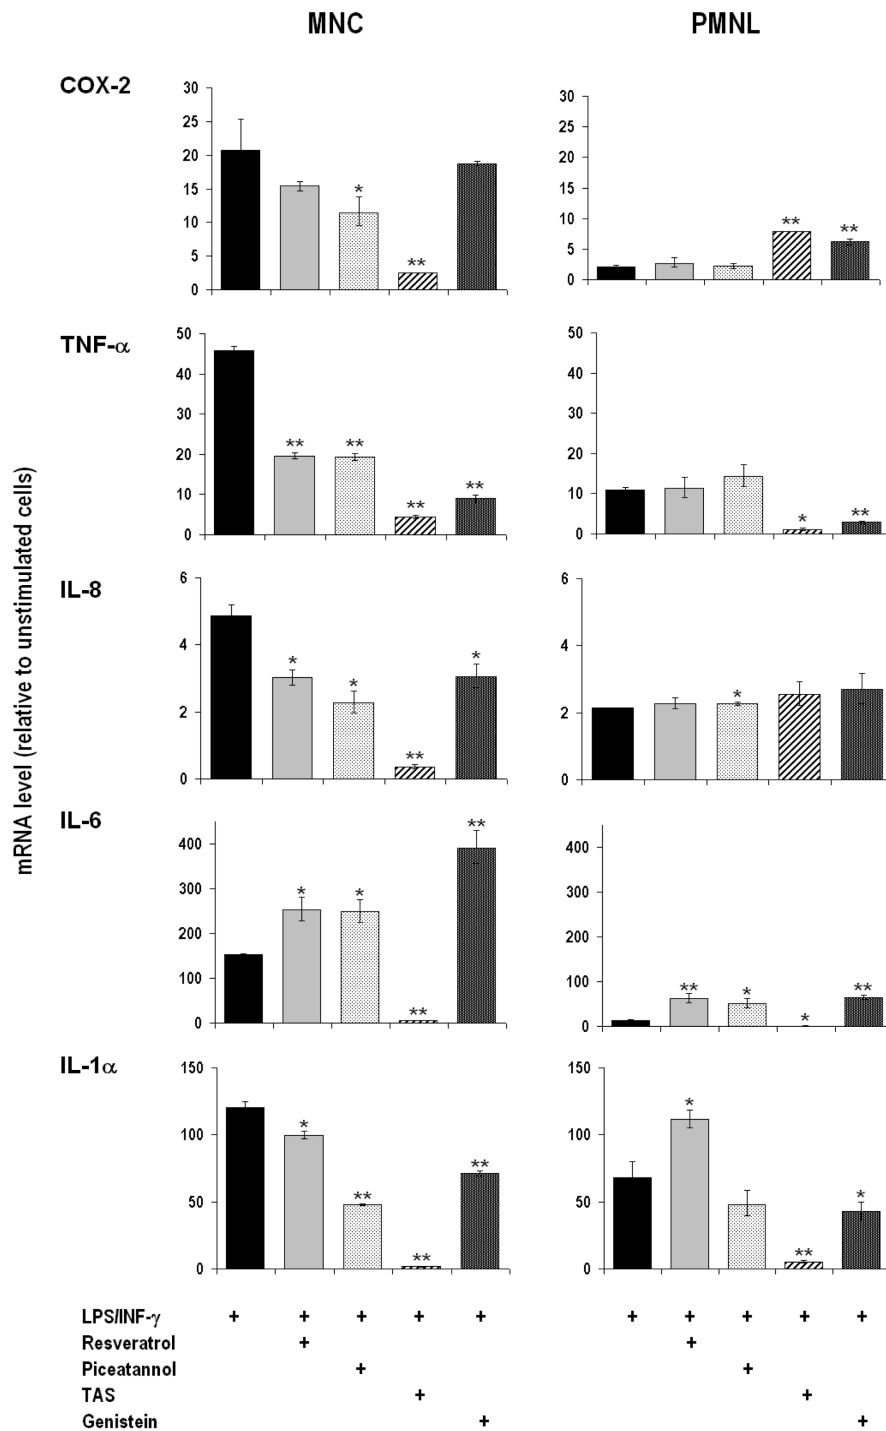 MNC PMNL
COX-2
30 30
25 25
20 20
15 15
10 10
5 5
0 0
* ** ** **
TNF-α
50 50
40 40
30 30
20 20
10 10
0 0
** ** ** ** * **
IL-8
6 6
4 4
2 2
0 0
* * ** * *
IL-6
400 400
300 300
200 200
100 100
0 0
* * ** ** ** * * **
IL-1α
150 150
100 100
50 50
0 0
* ** ** ** * ** *
mRNA level (relative to unstimulated cells)
LPS/INF-γ + + + + + + + + + +
Resveratrol + +
Piceatannol + +
TAS + +
Genistein + +